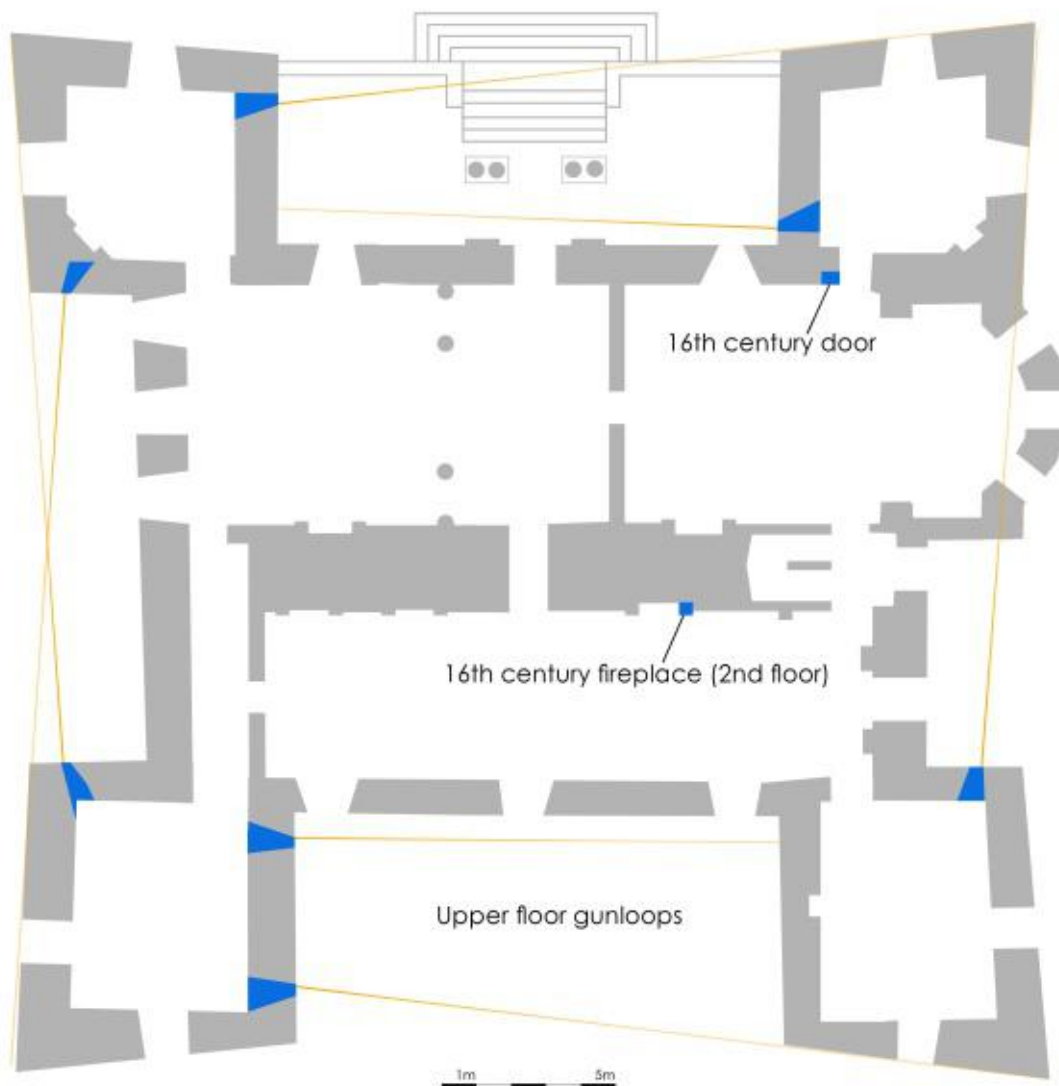 16th century door
16th century fireplace (2nd floor)
Upper floor gunloops
1m 5m